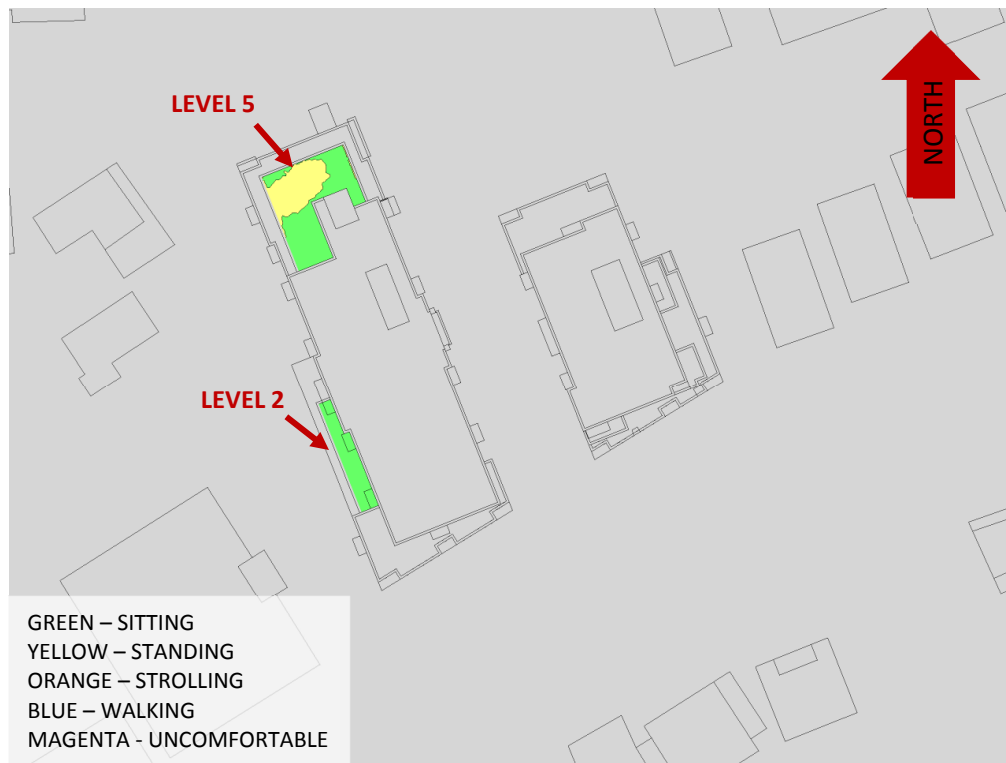 LEVEL 5
NORTH
LEVEL 2
GREEN – SITTING
YELLOW – STANDING
ORANGE – STROLLING
BLUE – WALKING
MAGENTA - UNCOMFORTABLE